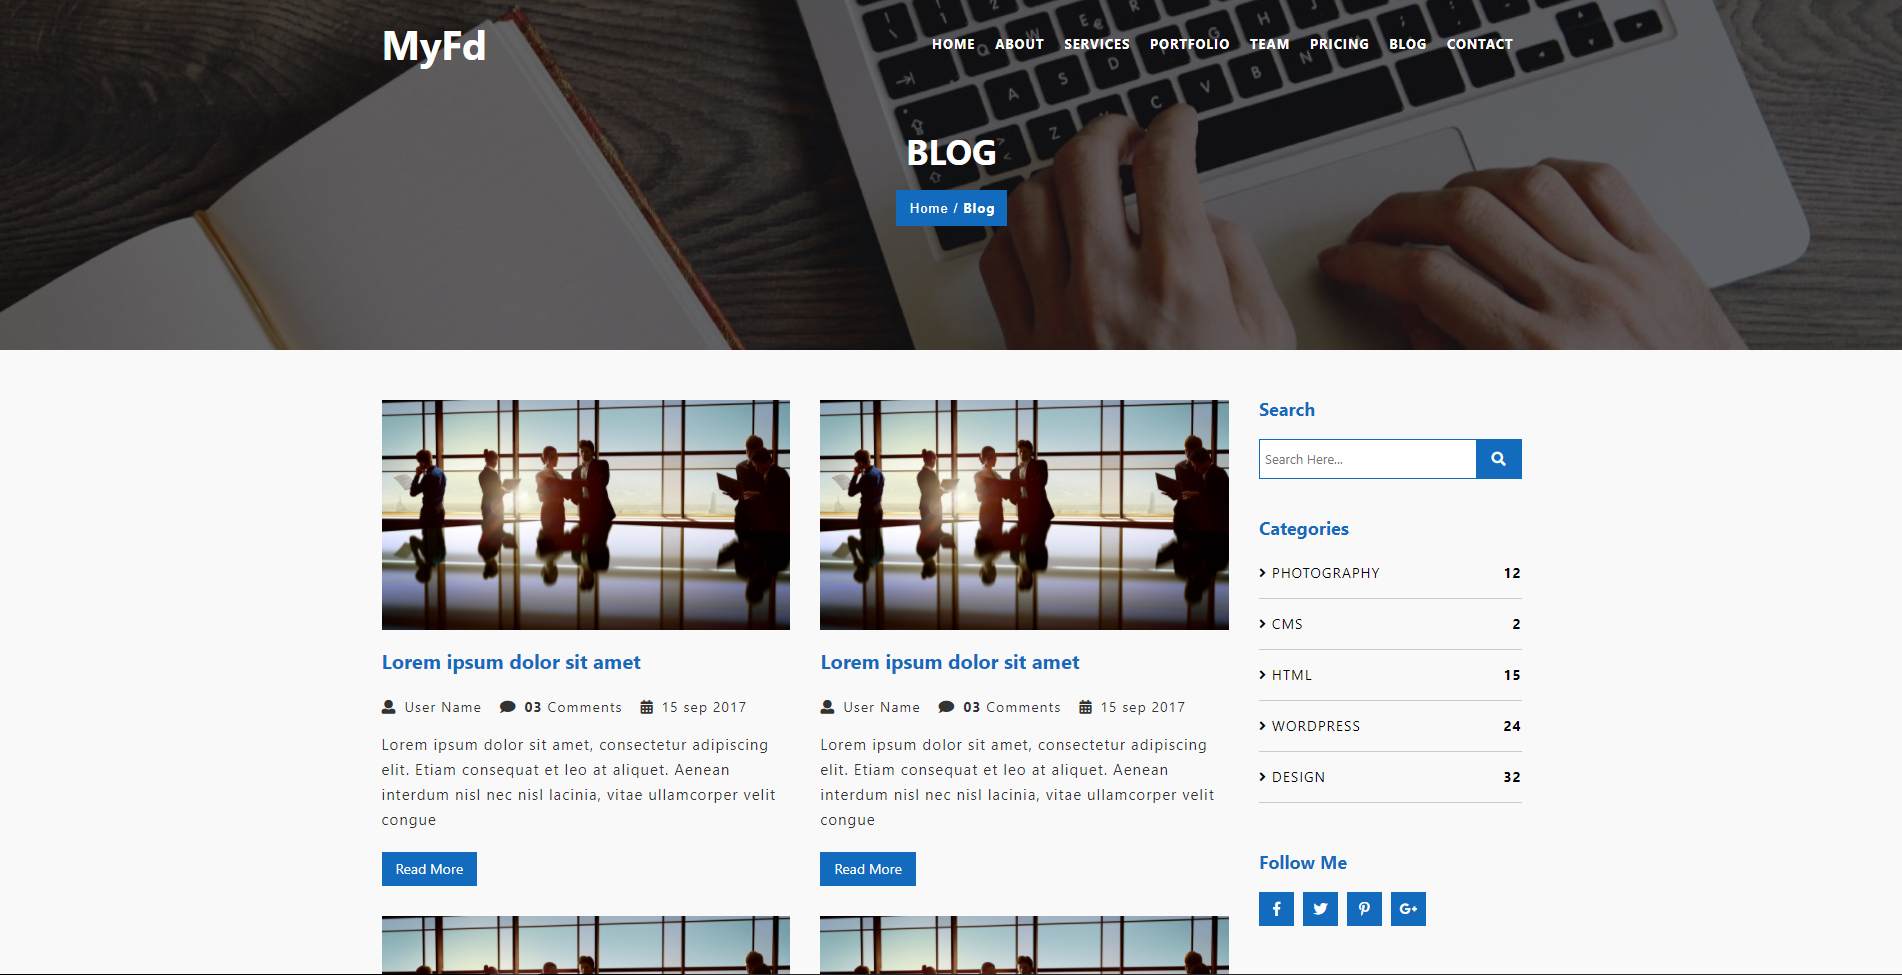 MyFd
HOME ABOUT SERVICES PORTFOLIO TEAM PRICING BLOG CONTACT
BLOG
Home / Blog
Lorem ipsum dolor sit amet
User Name 03 Comments 15 sep 2017
Lorem ipsum dolor sit amet, consectetur adipiscing
elit. Etiam consequat et leo at aliquet. Aenean
interdum nisl nec nisl lacinia, vitae ullamcorper velit
congue
Read More
Lorem ipsum dolor sit amet
User Name 03 Comments 15 sep 2017
Lorem ipsum dolor sit amet, consectetur adipiscing
elit. Etiam consequat et leo at aliquet. Aenean
interdum nisl nec nisl lacinia, vitae ullamcorper velit
congue
Read More
Search
Search Here...
Categories
PHOTOGRAPHY 12
CMS 2
HTML 15
WORDPRESS 24
DESIGN 32
Follow Me